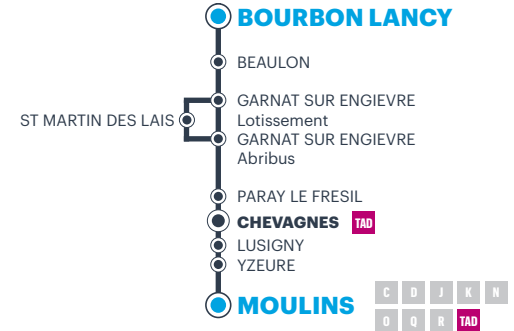 BOURBON LANCY
BEAULON
GARNAT SUR ENGIEVRE
Lotissement
ST MARTIN DES LAIS
GARNAT SUR ENGIEVRE
Abribus
PARAY LE FRESIL
CHEVAGNES TAD
LUSIGNY
YZEURE
MOULINS
C D J K N
O Q R TAD